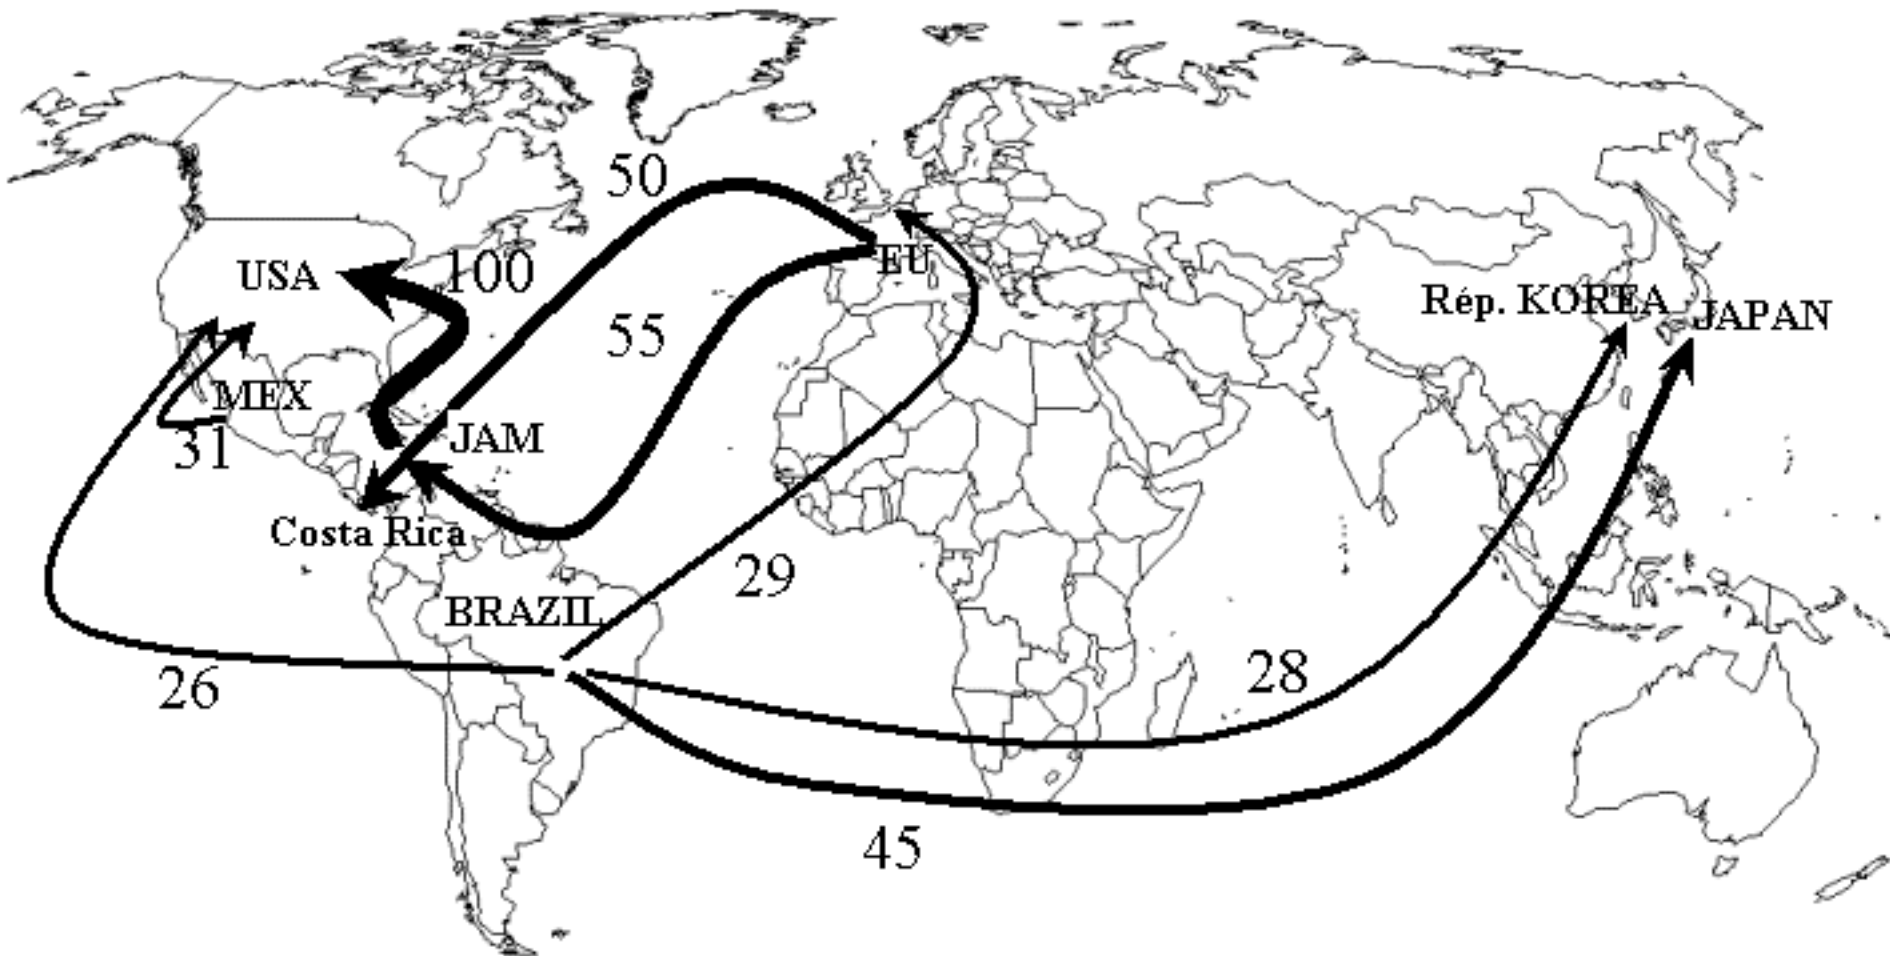 50
USA
100
EU
Rép. KOREA
JAPAN
55
MEX
31
JAM
Costa Rica
29
BRAZIL
28
26
45